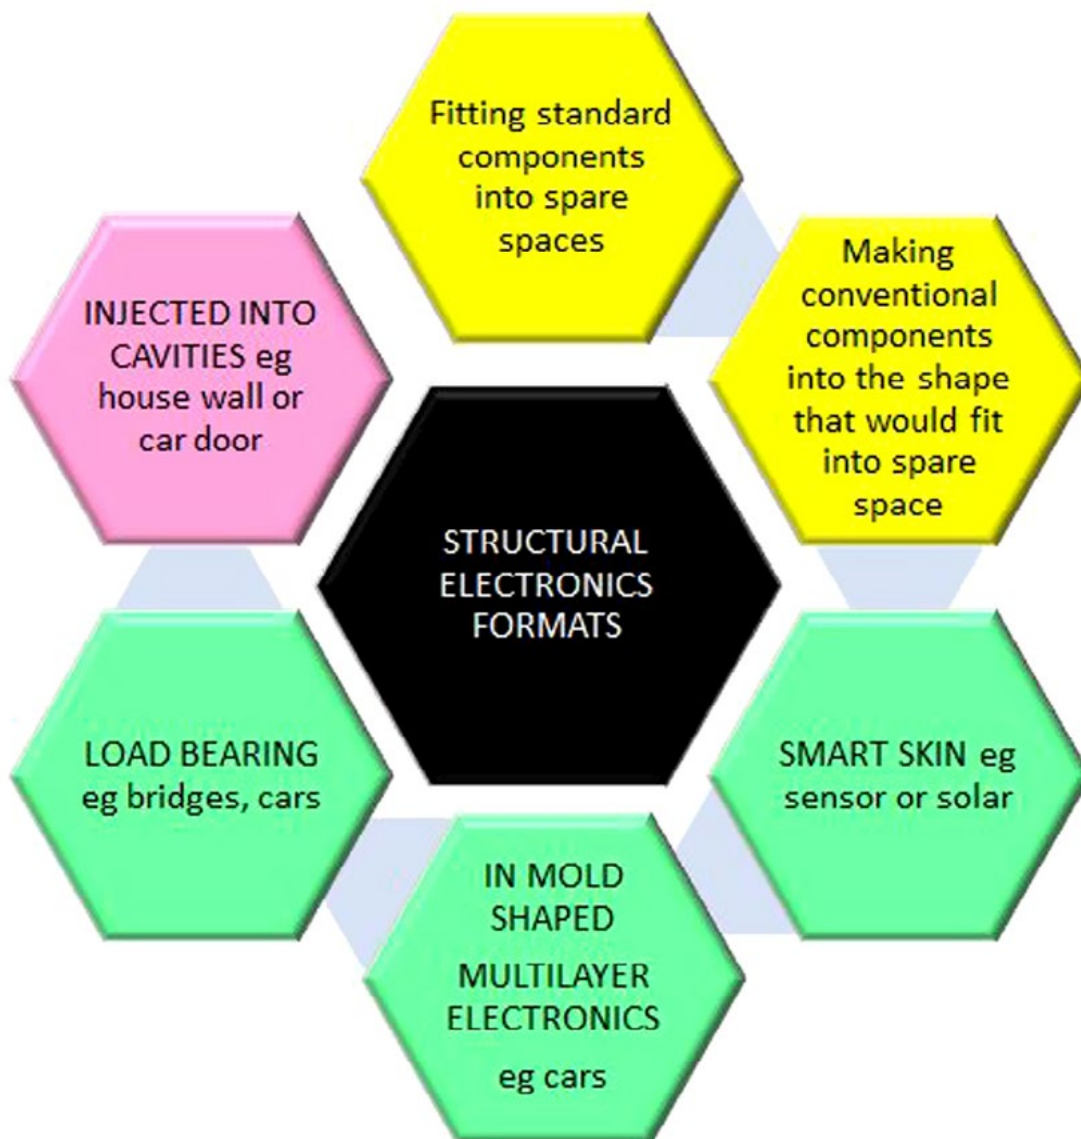 Fitting standard
components
into spare
spaces
Making
conventional
components
into the shape
that would fit
into spare
space
INJECTED INTO
CAVITIES eg
house wall or
car door
STRUCTURAL
ELECTRONICS
FORMATS
LOAD BEARING
eg bridges, cars
SMART SKIN eg
sensor or solar
IN MOLD
SHAPED
MULTILAYER
ELECTRONICS
eg cars